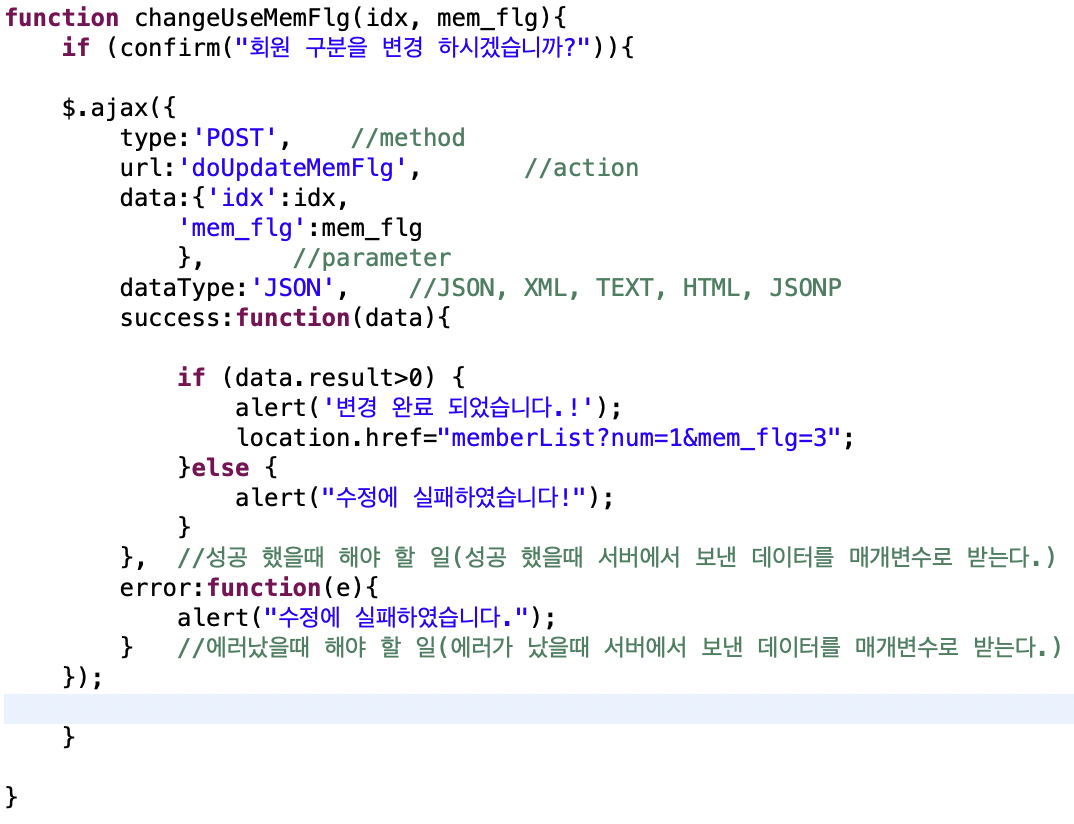 function changeUseMemFlg(idx, mem_flg){
    if (confirm("회원 구분을 변경 하시겠습니까?")){
    $.ajax({
        type:'POST',    //method
        url:'doUpdateMemFlg',       //action
        data:{'idx':idx,
            'mem_flg':mem_flg
            },      //parameter
        dataType:'JSON',    //JSON, XML, TEXT, HTML, JSONP
        success:function(data){
            if (data.result>0) {
                alert('변경 완료 되었습니다.!');
                location.href="memberList?num=1&mem_flg=3";
            }else {
                alert("수정에 실패하였습니다!");
            }
        },  //성공 했을때 해야 할 일(성공 했을때 서버에서 보낸 데이터를 매개변수로 받는다.)
        error:function(e){
            alert("수정에 실패하였습니다.");
        }   //에러났을때 해야 할 일(에러가 났을때 서버에서 보낸 데이터를 매개변수로 받는다.)
    });
    }
}